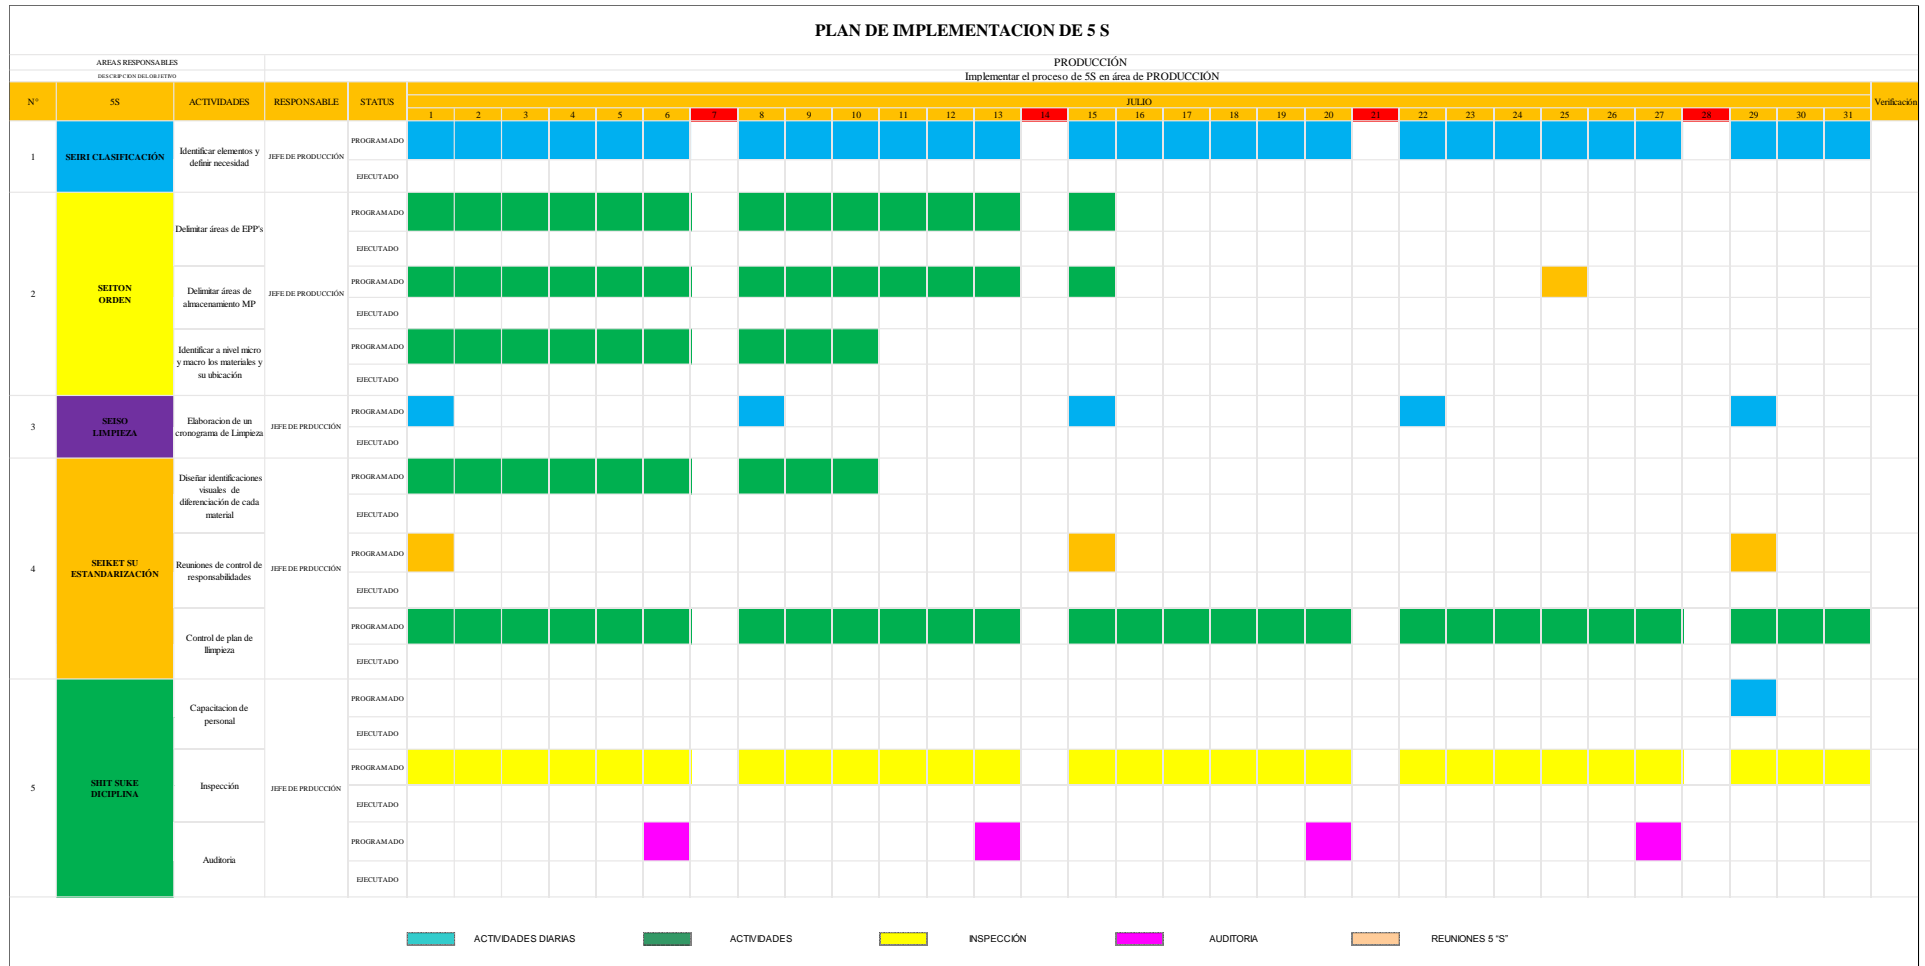 PLAN DE IMPLEMENTACION DE 5 S
AREAS RESPONSABLES
PRODUCCIÓN
DESCRIPCION DEL OBJETIVO
Implementar el proceso de 5S en área de PRODUCCIÓN
N° 5S ACTIVIDADES RESPONSABLE STATUS JULIO Verificación
1 2 3 4 5 6 7 8 9 10 11 12 13 14 15 16 17 18 19 20 21 22 23 24 25 26 27 28 29 30 31
1
SEIRI CLASIFICACIÓN
Identificar elementos y
definir necesidad
JEFE DE PRODUCCIÓN
PROGRAMADO
EJECUTADO
2
SEITON
ORDEN
Delimitar áreas de EPP's
JEFE DE PRODUCCIÓN
PROGRAMADO
EJECUTADO
Delimitar áreas de
almacenamiento MP
PROGRAMADO
EJECUTADO
Identificar a nivel micro
y macro los materiales y
su ubicación
PROGRAMADO
EJECUTADO
3
SEISO
LIMPIEZA
Elaboracion de un
cronograma de Limpieza
JEFE DE PRDUCCIÓN
PROGRAMADO
EJECUTADO
4
SEIKET SU
ESTANDARIZACIÓN
Diseñar identificaciones
visuales de
diferenciación de cada
material
JEFE DE PRDUCCIÓN
PROGRAMADO
EJECUTADO
Reuniones de control de
responsabilidades
PROGRAMADO
EJECUTADO
Control de plan de
llimpieza
PROGRAMADO
EJECUTADO
5
SHIT SUKE
DICIPLINA
Capacitacion de
personal
JEFE DE PRDUCCIÓN
PROGRAMADO
EJECUTADO
Inspección
PROGRAMADO
EJECUTADO
Auditoria
PROGRAMADO
EJECUTADO
ACTIVIDADES DIARIAS ACTIVIDADES INSPECCIÓN AUDITORIA REUNIONES 5 "S"